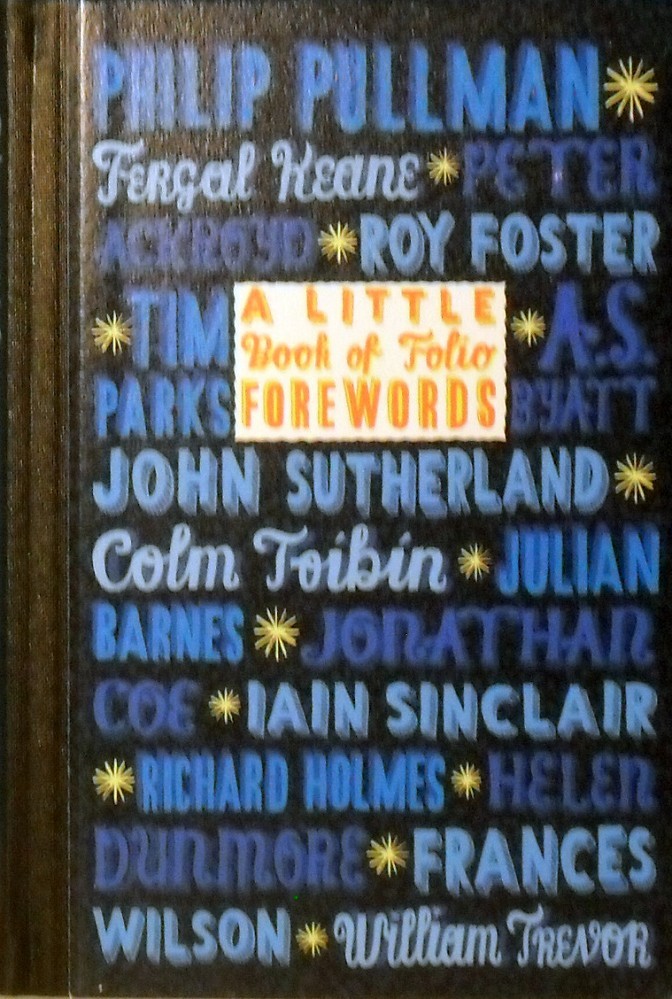 PHILIP PULLMAN
Fergal Keane PETER
ACKROYD ROY FOSTER
TIM A LITTLE A.S.
Book of Folio
PARKS FOREWORDS BYATT
JOHN SUTHERLAND
Colm Toíbín JULIAN
BARNES JONATHAN
COE IAIN SINCLAIR
RICHARD HOLMES HELEN
DUNMORE FRANCES
WILSON William TREVOR